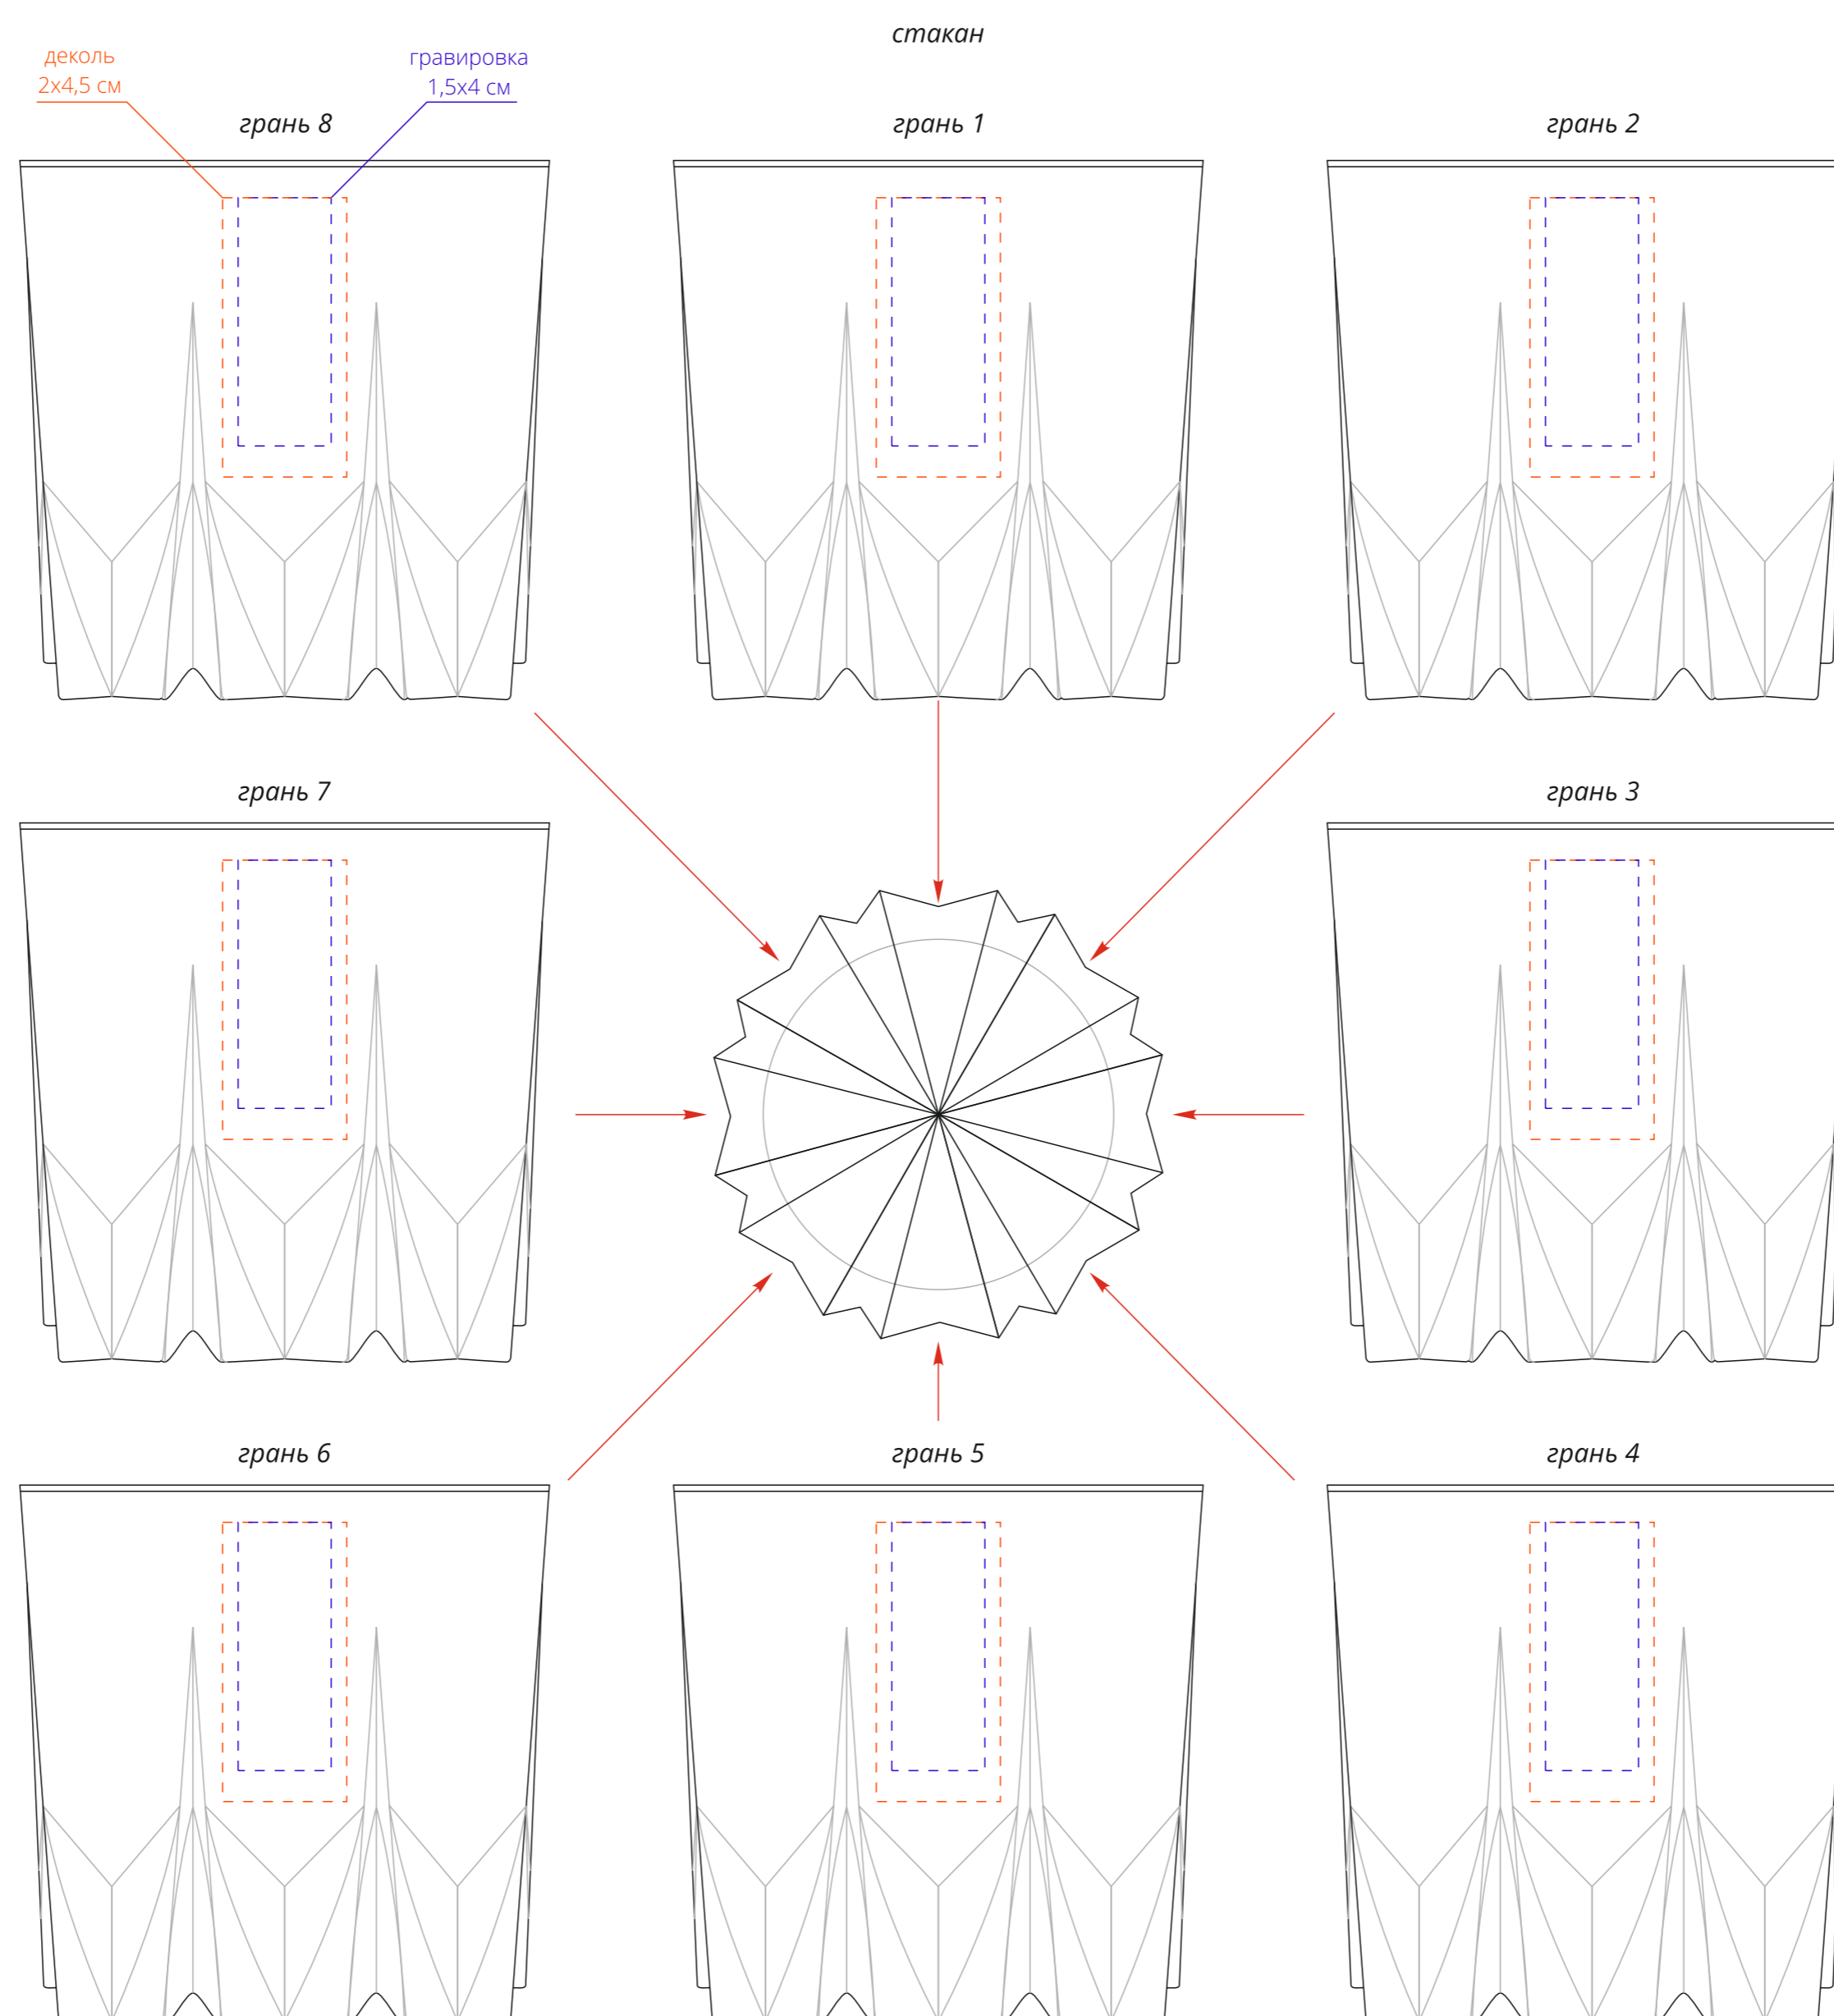 стакан
деколь
2х4,5 см
гравировка
1,5х4 см
грань 8
грань 1
грань 2
грань 7
грань 3
грань 6
грань 5
грань 4